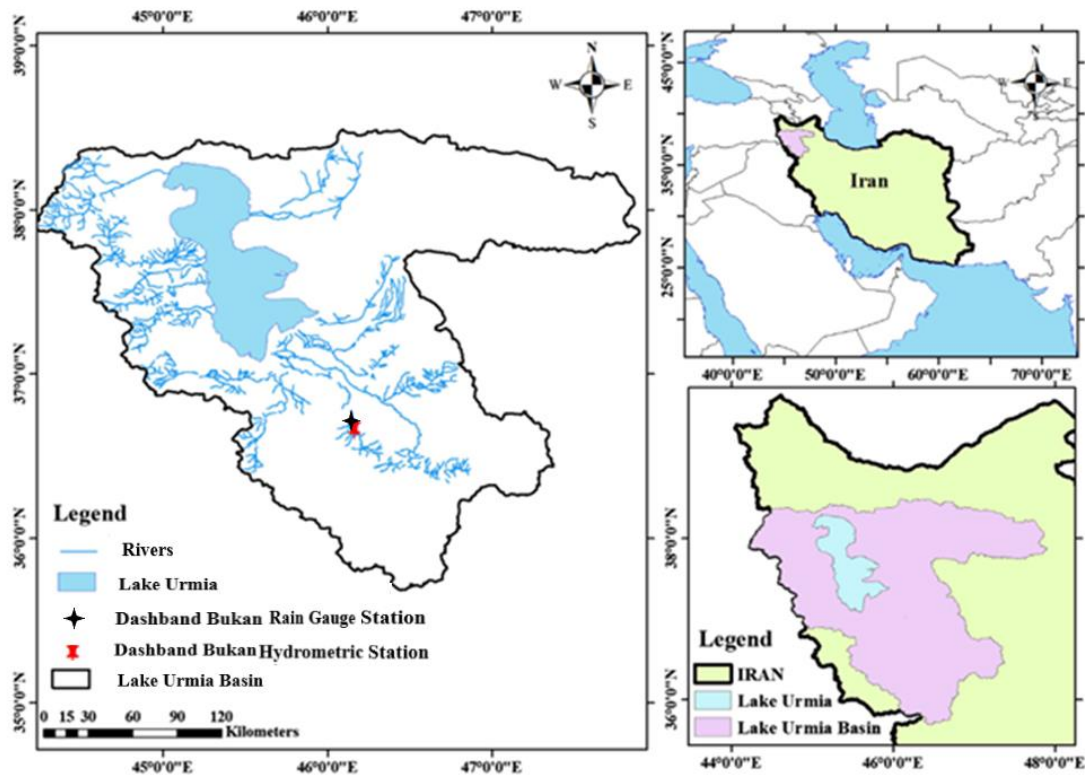 45°0'0"E 46°0'0"E 47°0'0"E
39°0'0"N
38°0'0"N
37°0'0"N
36°0'0"N
35°0'0"N
N
W E
S
Legend
Rivers
Lake Urmia
Dashband Bukan Rain Gauge Station
Dashband Bukan Hydrometric Station
Lake Urmia Basin
0 15 30 60 90 120
Kilometers
45°0'0"E 46°0'0"E 47°0'0"E
45°0'0"N
35°0'0"N
25°0'0"N
N
W E
S
Iran
40°0'0"E 50°0'0"E 60°0'0"E 70°0'0"E
38°0'0"N
36°0'0"N
Legend
IRAN
Lake Urmia
Lake Urmia Basin
44°0'0"E 46°0'0"E 48°0'0"E